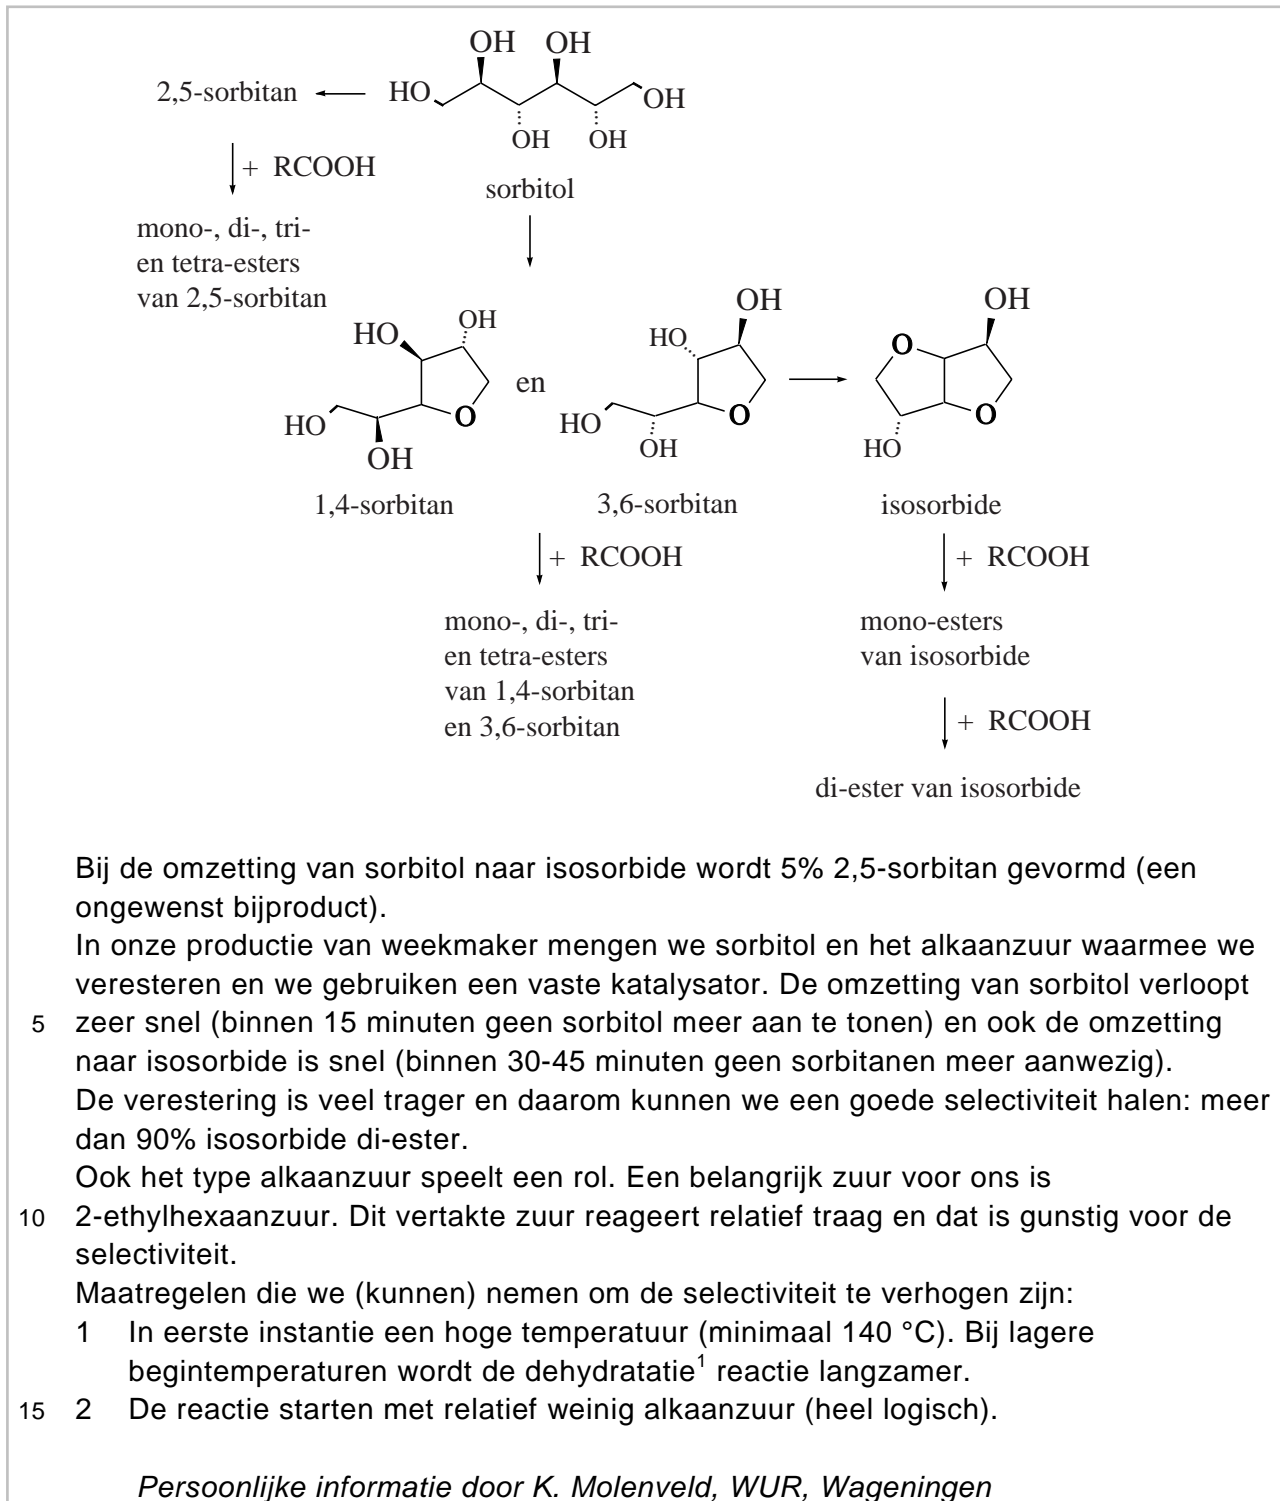 OH OH
2,5-sorbitan HO OH
OH OH
+ RCOOH
sorbitol
mono-, di-, tri-
en tetra-esters
van 2,5-sorbitan
HO OH
HO OH
O
en
HO OH
HO OH
O
O OH
HO O
1,4-sorbitan 3,6-sorbitan isosorbide
+ RCOOH + RCOOH
mono-, di-, tri-
en tetra-esters
van 1,4-sorbitan
en 3,6-sorbitan
mono-esters
van isosorbide
+ RCOOH
di-ester van isosorbide
Bij de omzetting van sorbitol naar isosorbide wordt 5% 2,5-sorbitan gevormd (een
ongewenst bijproduct).
In onze productie van weekmaker mengen we sorbitol en het alkaanzuur waarmee we
veresteren en we gebruiken een vaste katalysator. De omzetting van sorbitol verloopt
5 zeer snel (binnen 15 minuten geen sorbitol meer aan te tonen) en ook de omzetting
naar isosorbide is snel (binnen 30-45 minuten geen sorbitanen meer aanwezig).
De verestering is veel trager en daarom kunnen we een goede selectiviteit halen: meer
dan 90% isosorbide di-ester.
Ook het type alkaanzuur speelt een rol. Een belangrijk zuur voor ons is
10 2-ethylhexaanzuur. Dit vertakte zuur reageert relatief traag en dat is gunstig voor de
selectiviteit.
Maatregelen die we (kunnen) nemen om de selectiviteit te verhogen zijn:
1 In eerste instantie een hoge temperatuur (minimaal 140 °C). Bij lagere
begintemperaturen wordt de dehydratatie¹ reactie langzamer.
15 2 De reactie starten met relatief weinig alkaanzuur (heel logisch).
Persoonlijke informatie door K. Molenveld, WUR, Wageningen